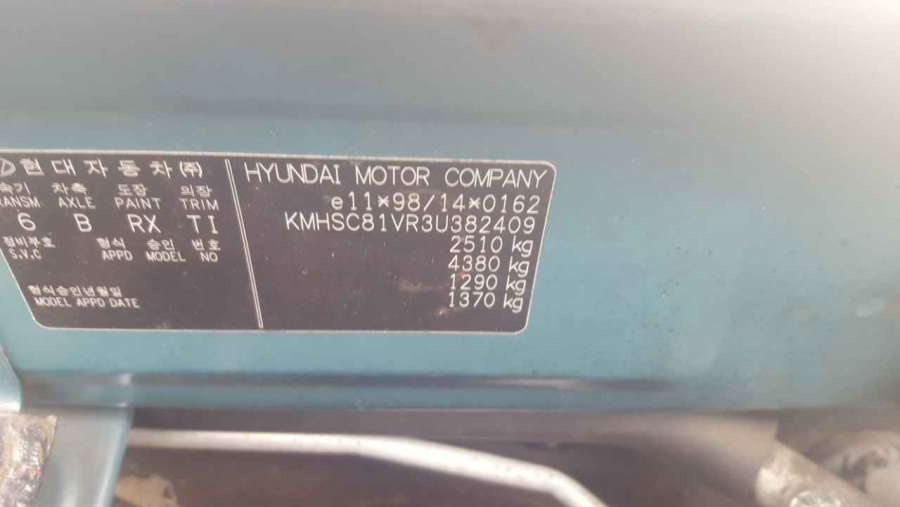 현대자동차(주)
속기 차축 도장 의장
TRANSM AXLE PAINT TRIM
6 B RX TI
정비부호 형식 승인 번호
S.V.C APPD MODEL NO
형식승인년월일
MODEL APPD DATE
HYUNDAI MOTOR COMPANY
e11*98/14*0162
KMHSC81VR3U382409
2510 kg
4380 kg
1290 kg
1370 kg